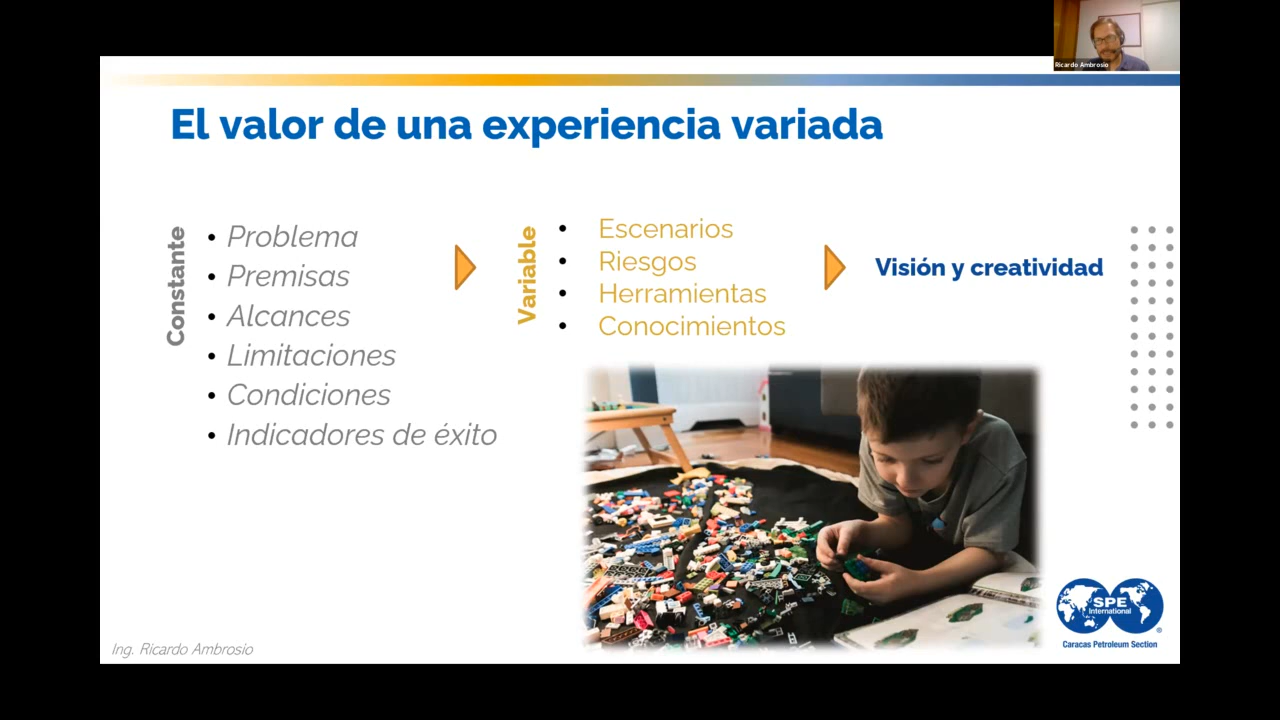 Ricardo Ambrosio
El valor de una experiencia variada
Constante
• Problema
• Premisas
• Alcances
• Limitaciones
• Condiciones
• Indicadores de éxito
Variable
• Escenarios
• Riesgos
• Herramientas
• Conocimientos
Visión y creatividad
SPE
International
®
Caracas Petroleum Section
Ing. Ricardo Ambrosio